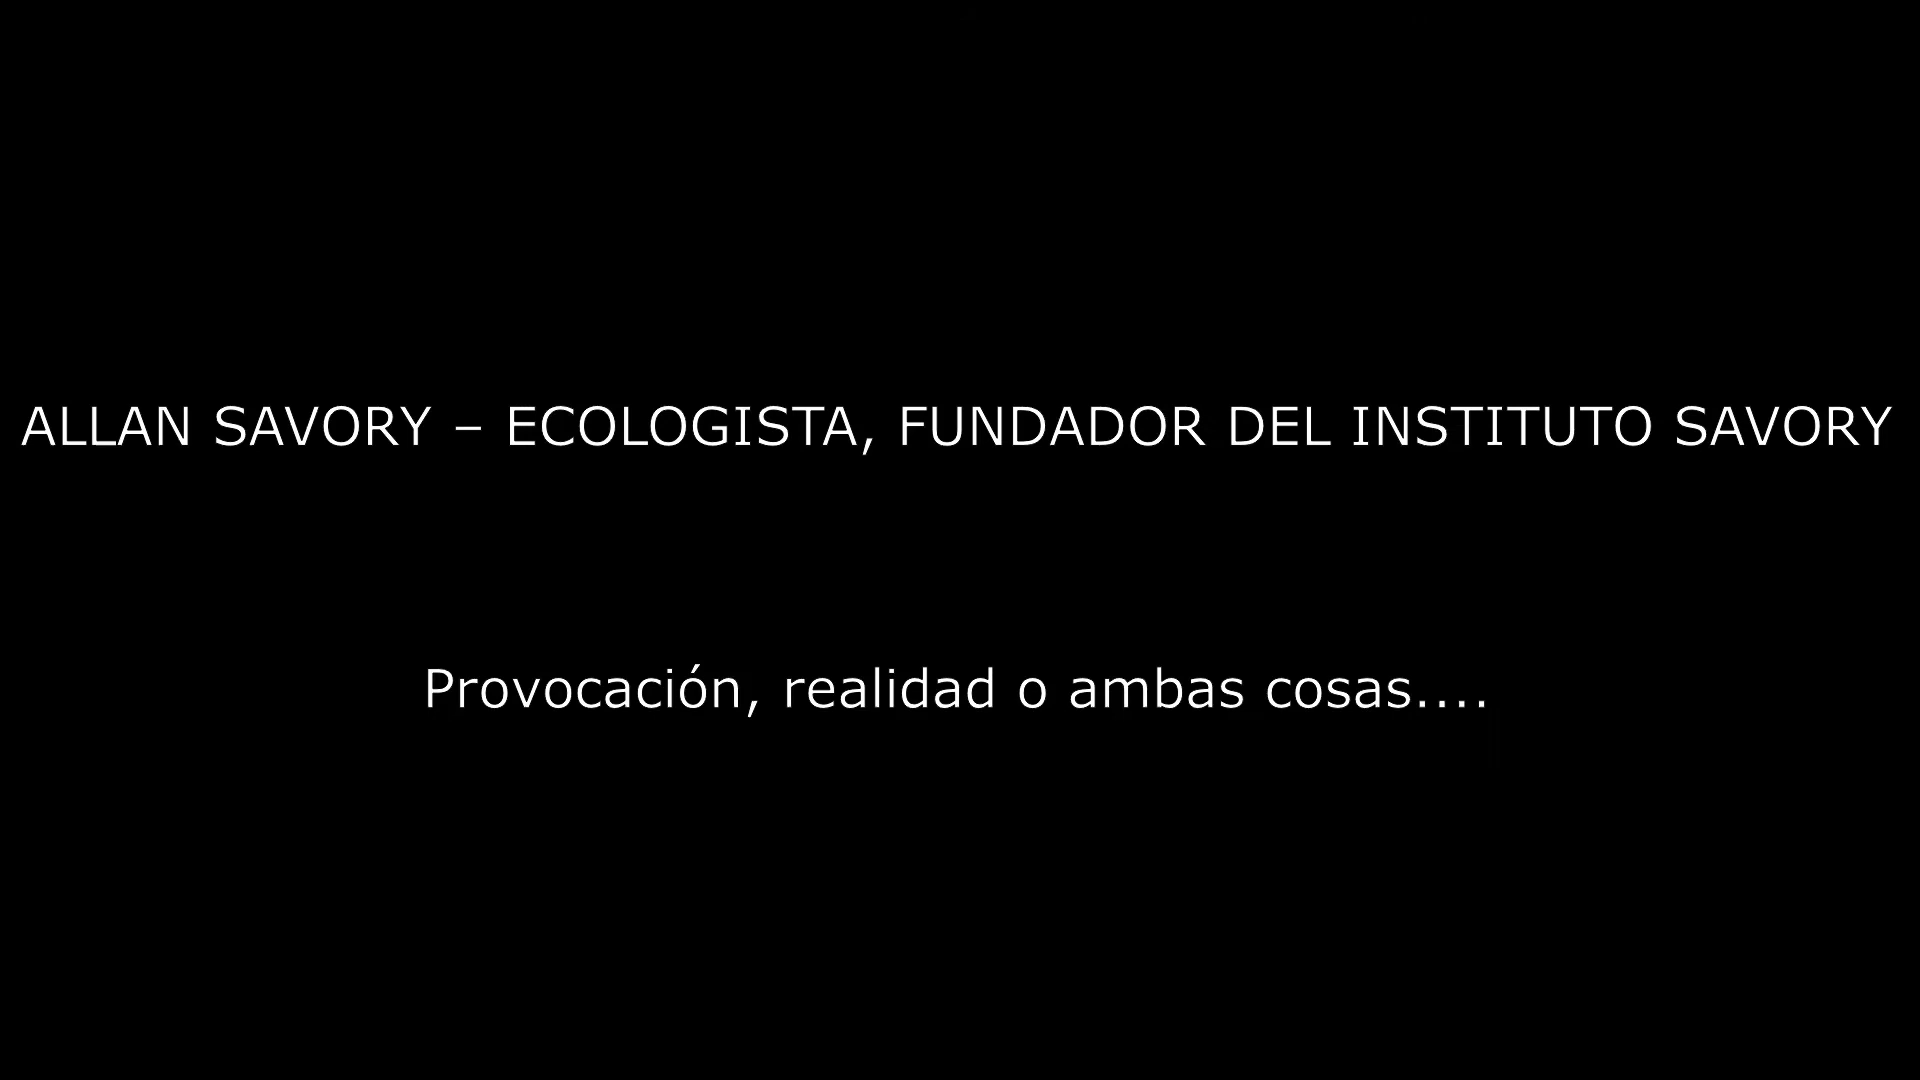 ALLAN SAVORY – ECOLOGISTA, FUNDADOR DEL INSTITUTO SAVORY
Provocación, realidad o ambas cosas....